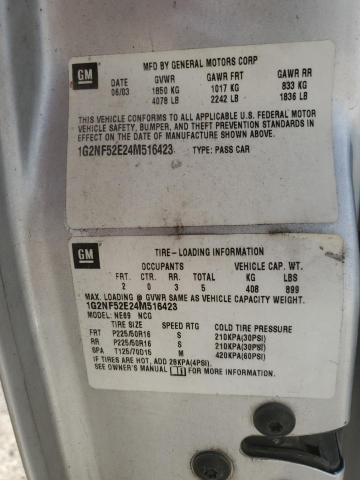 GM
MFD BY GENERAL MOTORS CORP
DATE GVWR GAWR FRT GAWR RR
06/03 1850 KG 1017 KG 833 KG
4078 LB 2242 LB 1836 LB
THIS VEHICLE CONFORMS TO ALL APPLICABLE U.S. FEDERAL MOTOR
VEHICLE SAFETY, BUMPER, AND THEFT PREVENTION STANDARDS IN
EFFECT ON THE DATE OF MANUFACTURE SHOWN ABOVE.
1G2NF52E24M516423 TYPE: PASS CAR
GM
TIRE-LOADING INFORMATION
OCCUPANTS VEHICLE CAP. WT.
FRT. CTR. RR. TOTAL KG LBS
2 0 3 5 408 899
MAX. LOADING @ GVWR SAME AS VEHICLE CAPACITY WEIGHT.
1G2NF52E24M516423
MODEL: NE69 NCG
TIRE SIZE SPEED RTG COLD TIRE PRESSURE
FRT P225/50R16 S 210KPA(30PSI)
RR P225/50R16 S 210KPA(30PSI)
SPA T125/70D15 M 420KPA(60PSI)
IF TIRES ARE HOT, ADD 28KPA(4PSI).
SEE OWNER'S MANUAL FOR MORE INFORMATION.